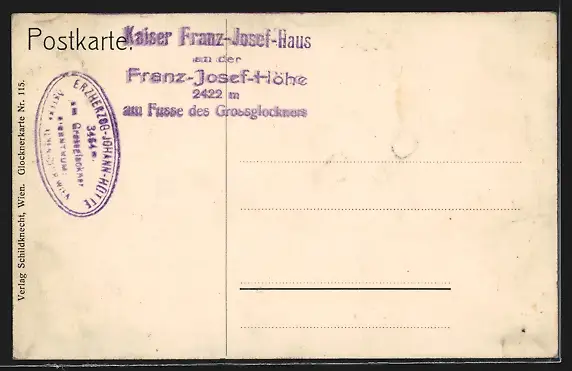 Postkarte.
Kaiser Franz-Josef-Haus
an der
Franz-Josef-Höhe
2422 m
am Fusse des Grossglockners
ERZHERZOG-JOHANN-HÜTTE
3464 m.
am Grossglockner
EIGENTHUM:
Verlag Schildknecht, Wien. Glocknerkarte Nr. 115.